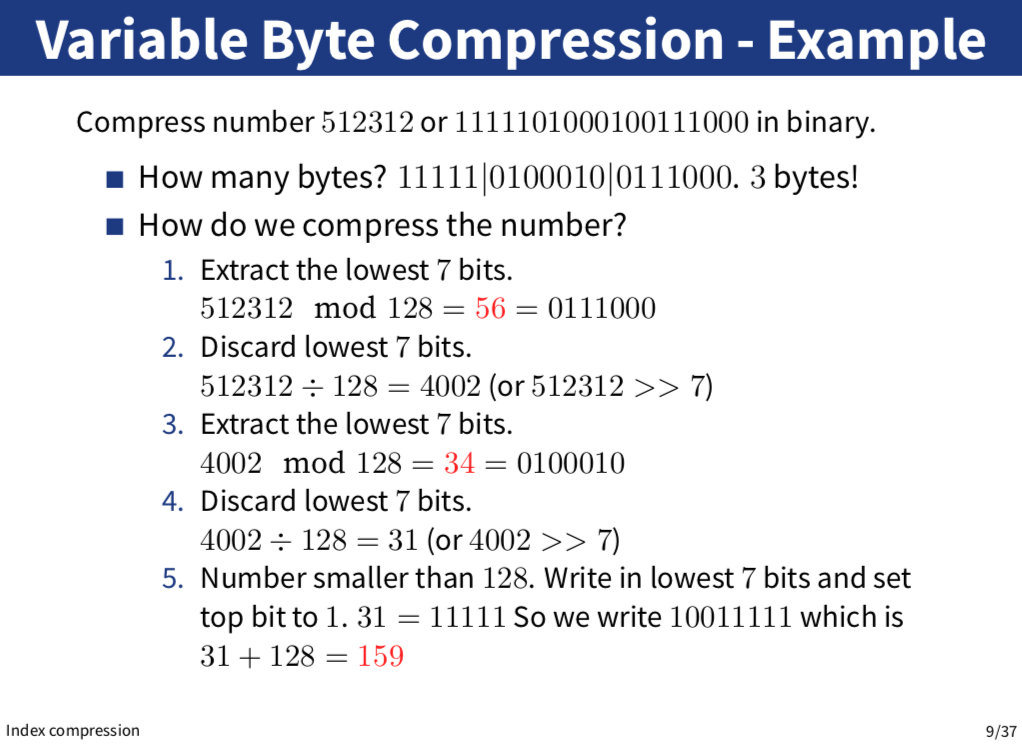 Variable Byte Compression - Example
Compress number 512312 or 1111101000100111000 in binary.
■ How many bytes? 11111|0100010|0111000. 3 bytes!
■ How do we compress the number?
1. Extract the lowest 7 bits.
512312 mod 128 = 56 = 0111000
2. Discard lowest 7 bits.
512312 ÷ 128 = 4002 (or 512312 >> 7)
3. Extract the lowest 7 bits.
4002 mod 128 = 34 = 0100010
4. Discard lowest 7 bits.
4002 ÷ 128 = 31 (or 4002 >> 7)
5. Number smaller than 128. Write in lowest 7 bits and set
top bit to 1. 31 = 11111 So we write 10011111 which is
31 + 128 = 159
Index compression
9/37